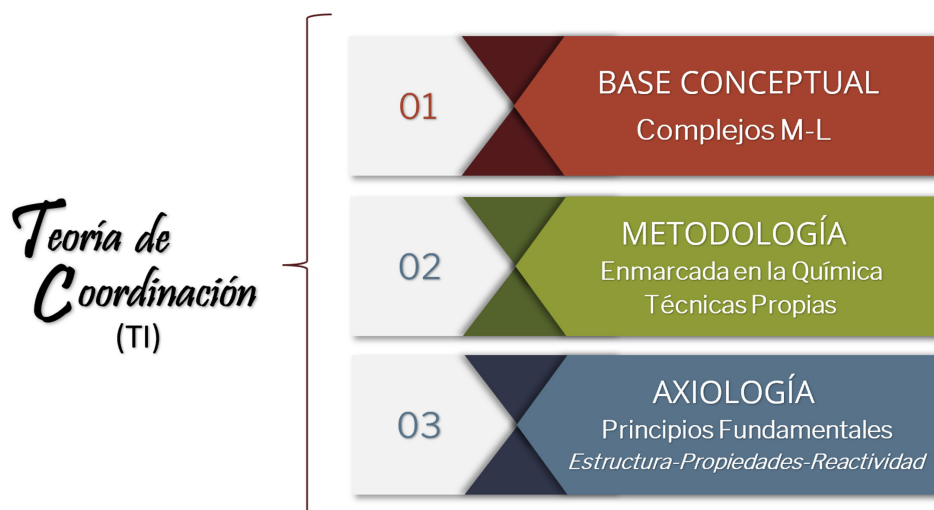 Teoría de
Coordinación
(TI)
01
BASE CONCEPTUAL
Complejos M-L
02
METODOLOGÍA
Enmarcada en la Química
Técnicas Propias
03
AXIOLOGÍA
Principios Fundamentales
Estructura-Propiedades-Reactividad